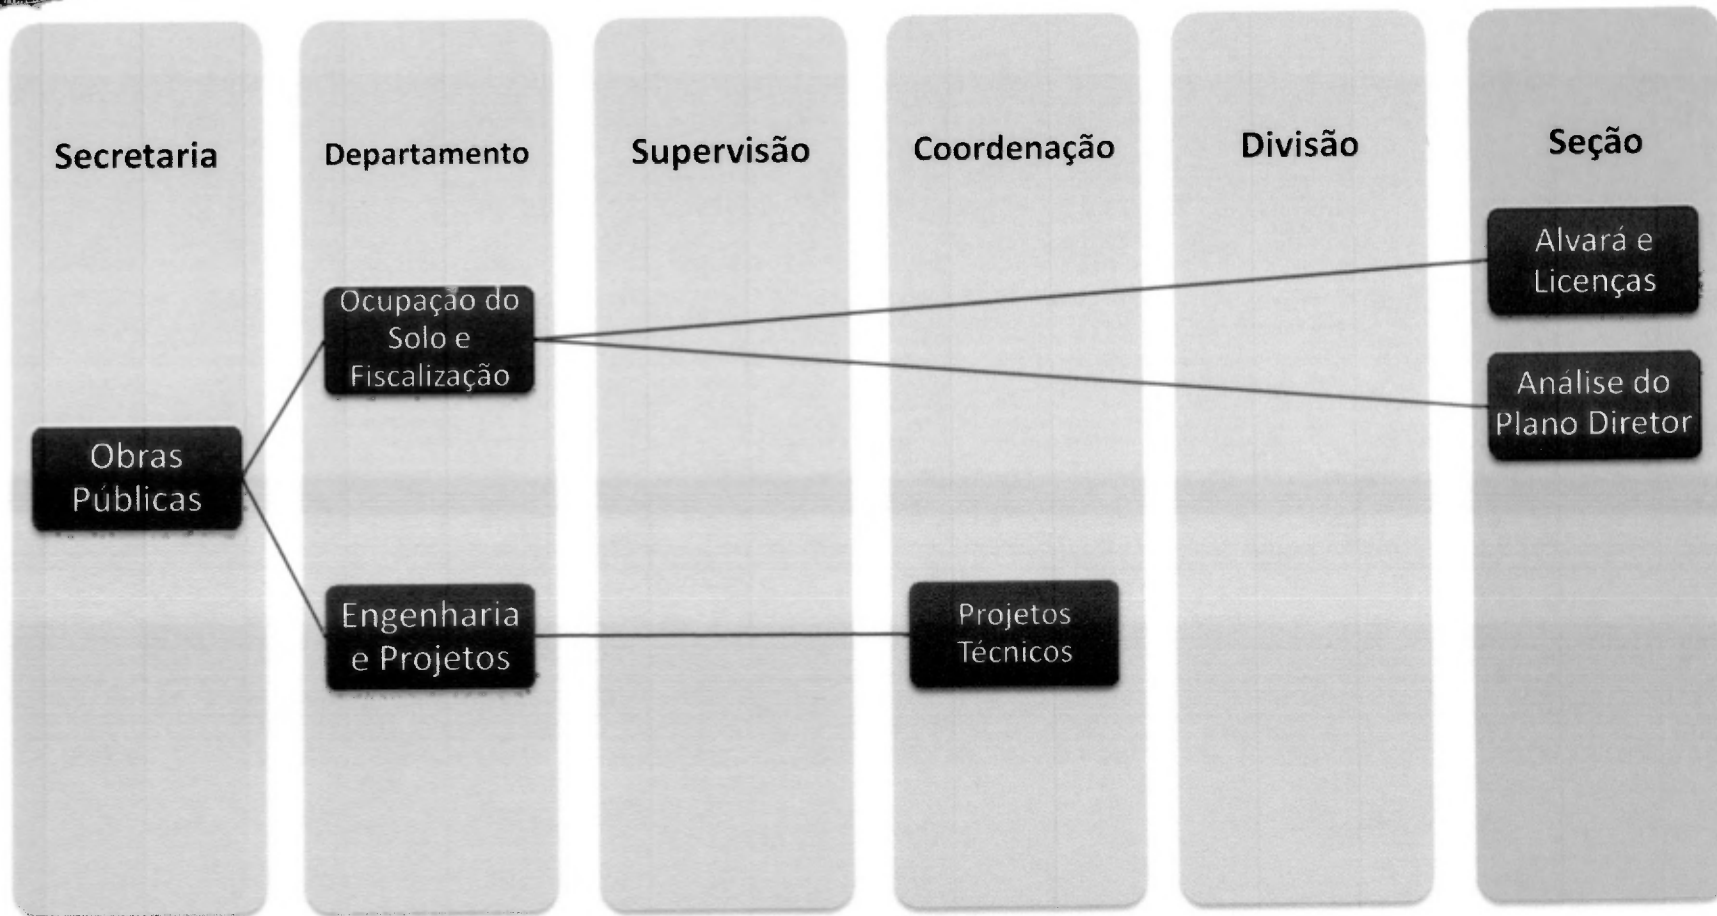 Secretaria
Departamento
Supervisão
Coordenação
Divisão
Seção
Obras
Públicas
Ocupação do
Solo e
Fiscalização
Engenharia
e Projetos
Projetos
Técnicos
Alvará e
Licenças
Análise do
Plano Diretor